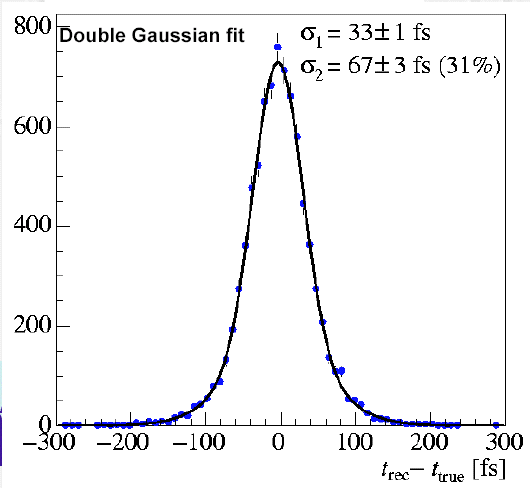 800
Double Gaussian fit
σ1 = 33±1 fs
σ2 = 67±3 fs (31%)
600
400
200
0
−300 −200 −100 0 100 200 300
trec− ttrue [fs]